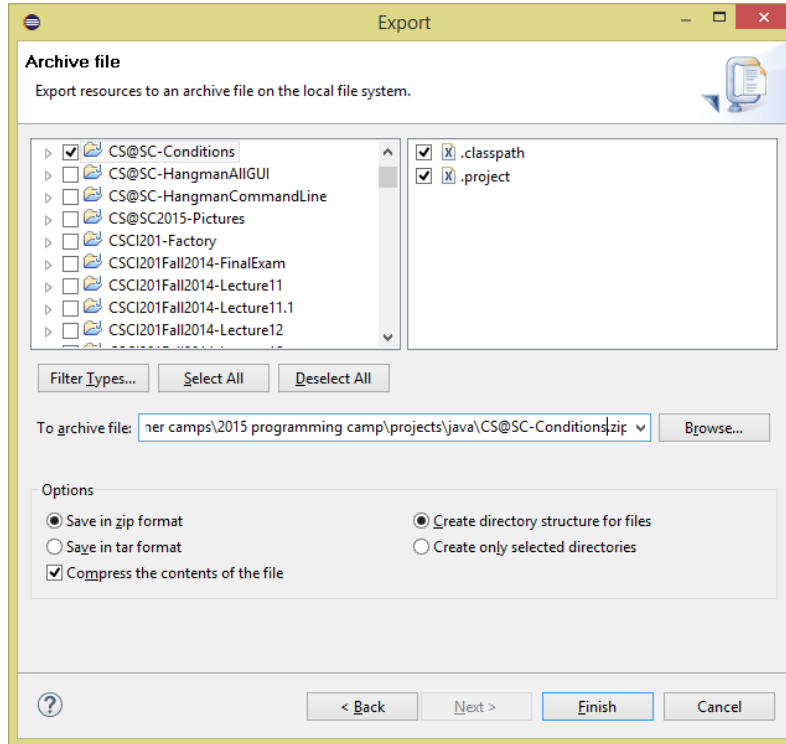 Export
Archive file
Export resources to an archive file on the local file system.
CS@SC-Conditions
CS@SC-HangmanAllGUI
CS@SC-HangmanCommandLine
CS@SC2015-Pictures
CSCI201-Factory
CSCI201Fall2014-FinalExam
CSCI201Fall2014-Lecture11
CSCI201Fall2014-Lecture11.1
CSCI201Fall2014-Lecture12
.classpath
.project
Filter Types... Select All Deselect All
To archive file: ner camps\2015 programming camp\projects\java\CS@SC-Conditions.zip Browse...
Options
Save in zip format
Save in tar format
Compress the contents of the file
Create directory structure for files
Create only selected directories
? < Back Next > Finish Cancel